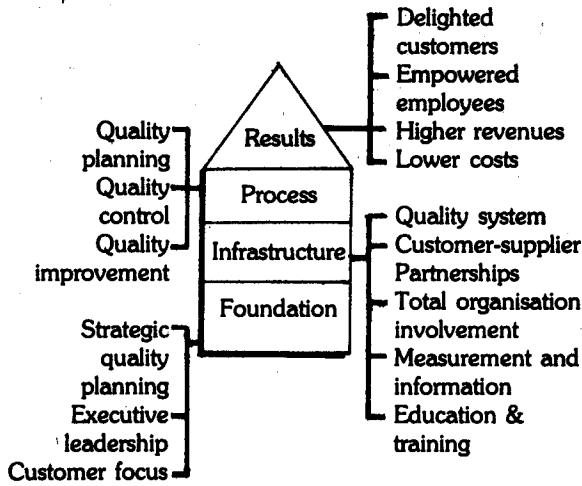 Delighted
customers
Empowered
employees
Higher revenues
Lower costs
Results
Quality
planning
Quality
control
Quality
improvement
Process
Infrastructure
Quality system
Customer-supplier
Partnerships
Total organisation
involvement
Measurement and
information
Education &
training
Foundation
Strategic
quality
planning
Executive
leadership
Customer focus